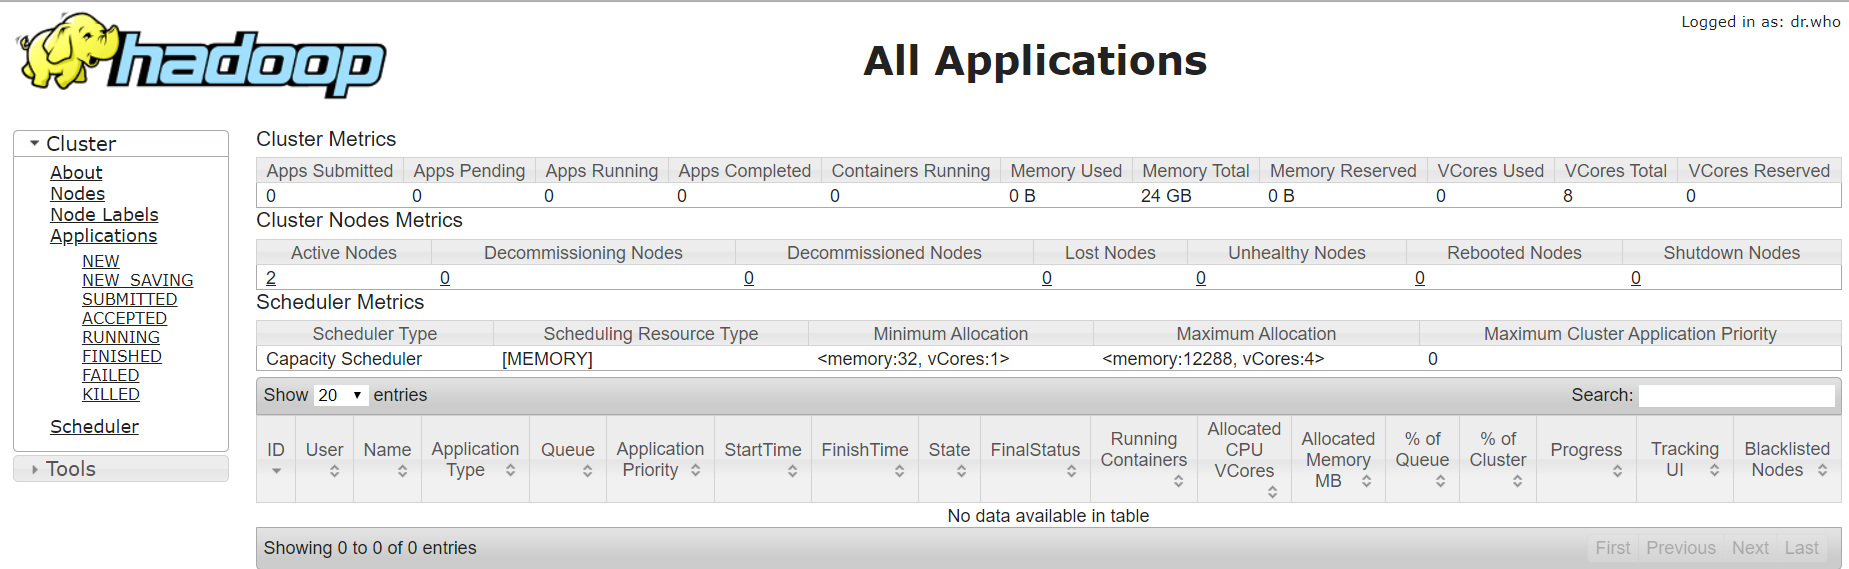 Logged in as: dr.who
hadoop
All Applications
Cluster
About
Nodes
Node Labels
Applications
NEW
NEW_SAVING
SUBMITTED
ACCEPTED
RUNNING
FINISHED
FAILED
KILLED
Scheduler
Tools
Cluster Metrics
Apps Submitted Apps Pending Apps Running Apps Completed Containers Running Memory Used Memory Total Memory Reserved VCores Used VCores Total VCores Reserved
0 0 0 0 0 0 B 24 GB 0 B 0 8 0
Cluster Nodes Metrics
Active Nodes Decommissioning Nodes Decommissioned Nodes Lost Nodes Unhealthy Nodes Rebooted Nodes Shutdown Nodes
2 0 0 0 0 0 0
Scheduler Metrics
Scheduler Type Scheduling Resource Type Minimum Allocation Maximum Allocation Maximum Cluster Application Priority
Capacity Scheduler [MEMORY] <memory:32, vCores:1> <memory:12288, vCores:4> 0
Show 20 entries Search:
ID User Name Application Type Queue Application Priority StartTime FinishTime State FinalStatus Running Containers Allocated CPU VCores Allocated Memory MB % of Queue % of Cluster Progress Tracking UI Blacklisted Nodes
No data available in table
Showing 0 to 0 of 0 entries First Previous Next Last